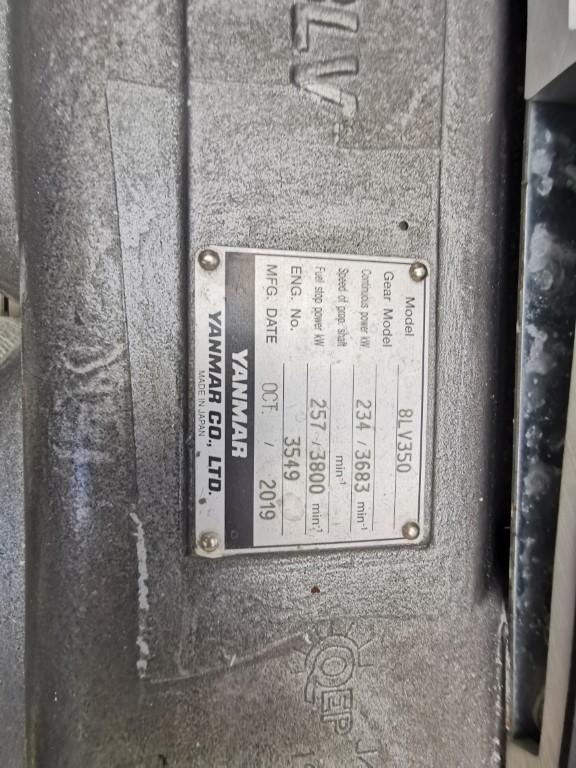 8LV
Model 8LV350
Gear Model
Continuous power kW 234 / 3683 min-1
Speed of prop. shaft min-1
Fuel stop power kW 257 / 3800 min-1
ENG. No. 3549
MFG. DATE OCT. / 2019
YANMAR
YANMAR CO., LTD.
MADE IN JAPAN
QEP